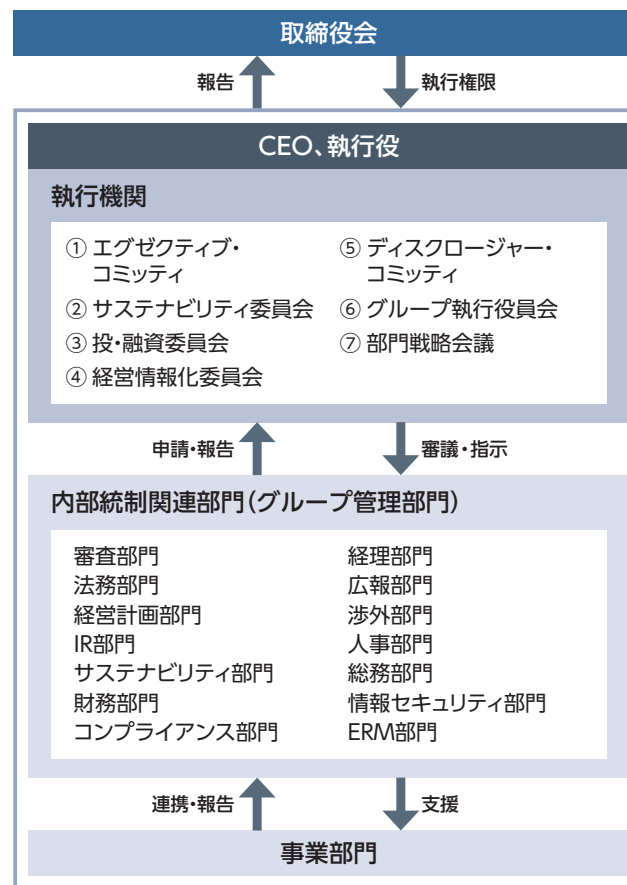 取締役会
報告
執行権限
CEO、執行役
執行機関
① エグゼクティブ・
コミッティ
② サステナビリティ委員会
③ 投・融資委員会
④ 経営情報化委員会
⑤ ディスクロージャー・
コミッティ
⑥ グループ執行役員会
⑦ 部門戦略会議
申請・報告
審議・指示
内部統制関連部門(グループ管理部門)
審査部門
法務部門
経営計画部門
IR部門
サステナビリティ部門
財務部門
コンプライアンス部門
経理部門
広報部門
渉外部門
人事部門
総務部門
情報セキュリティ部門
ERM部門
連携・報告
支援
事業部門